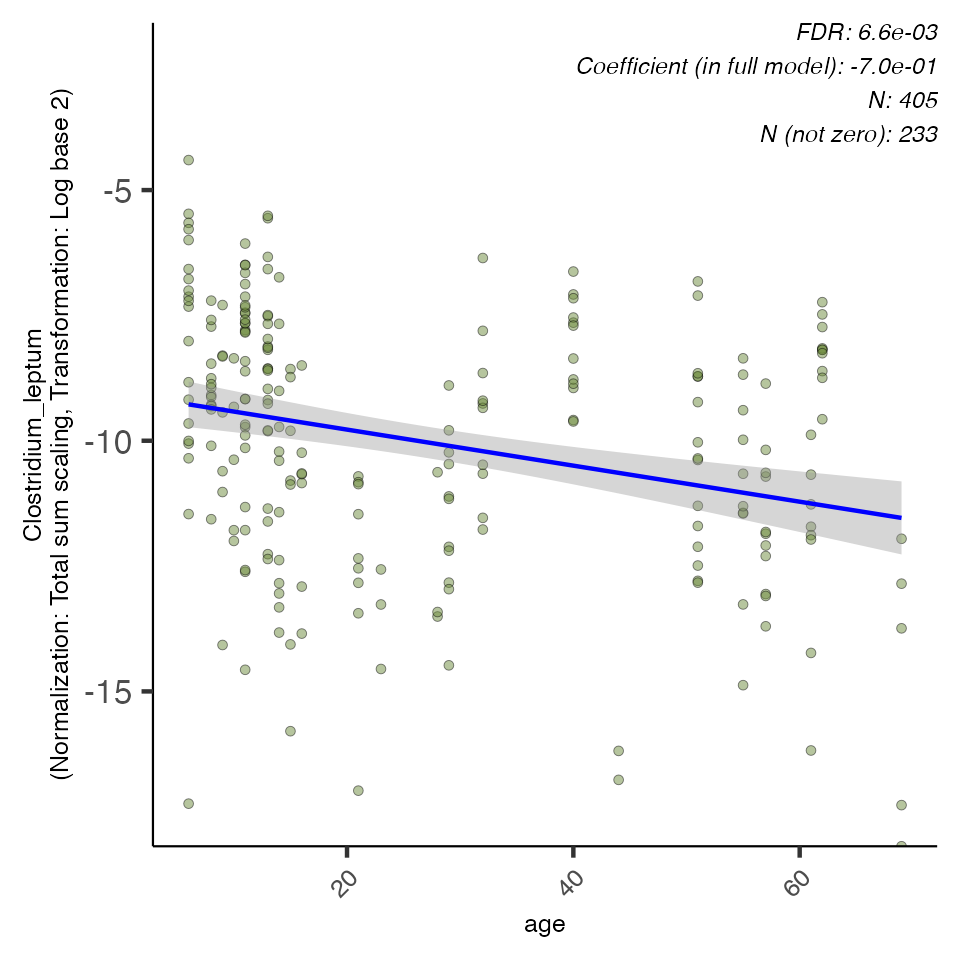 FDR: 6.6e-03
Coefficient (in full model): -7.0e-01
N: 405
N (not zero): 233
Clostridium_leptum
(Normalization: Total sum scaling, Transformation: Log base 2)
-5
-10
-15
20
40
60
age